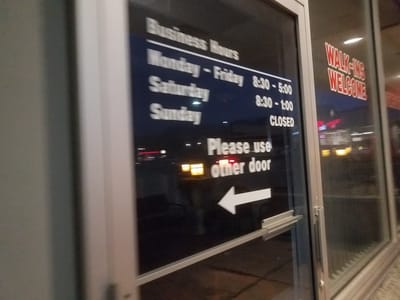 Business Hours
Monday - Friday 8:30 - 5:00
Saturday 8:30 - 1:00
Sunday CLOSED
Please use
other door
WALK-INS
WELCOME